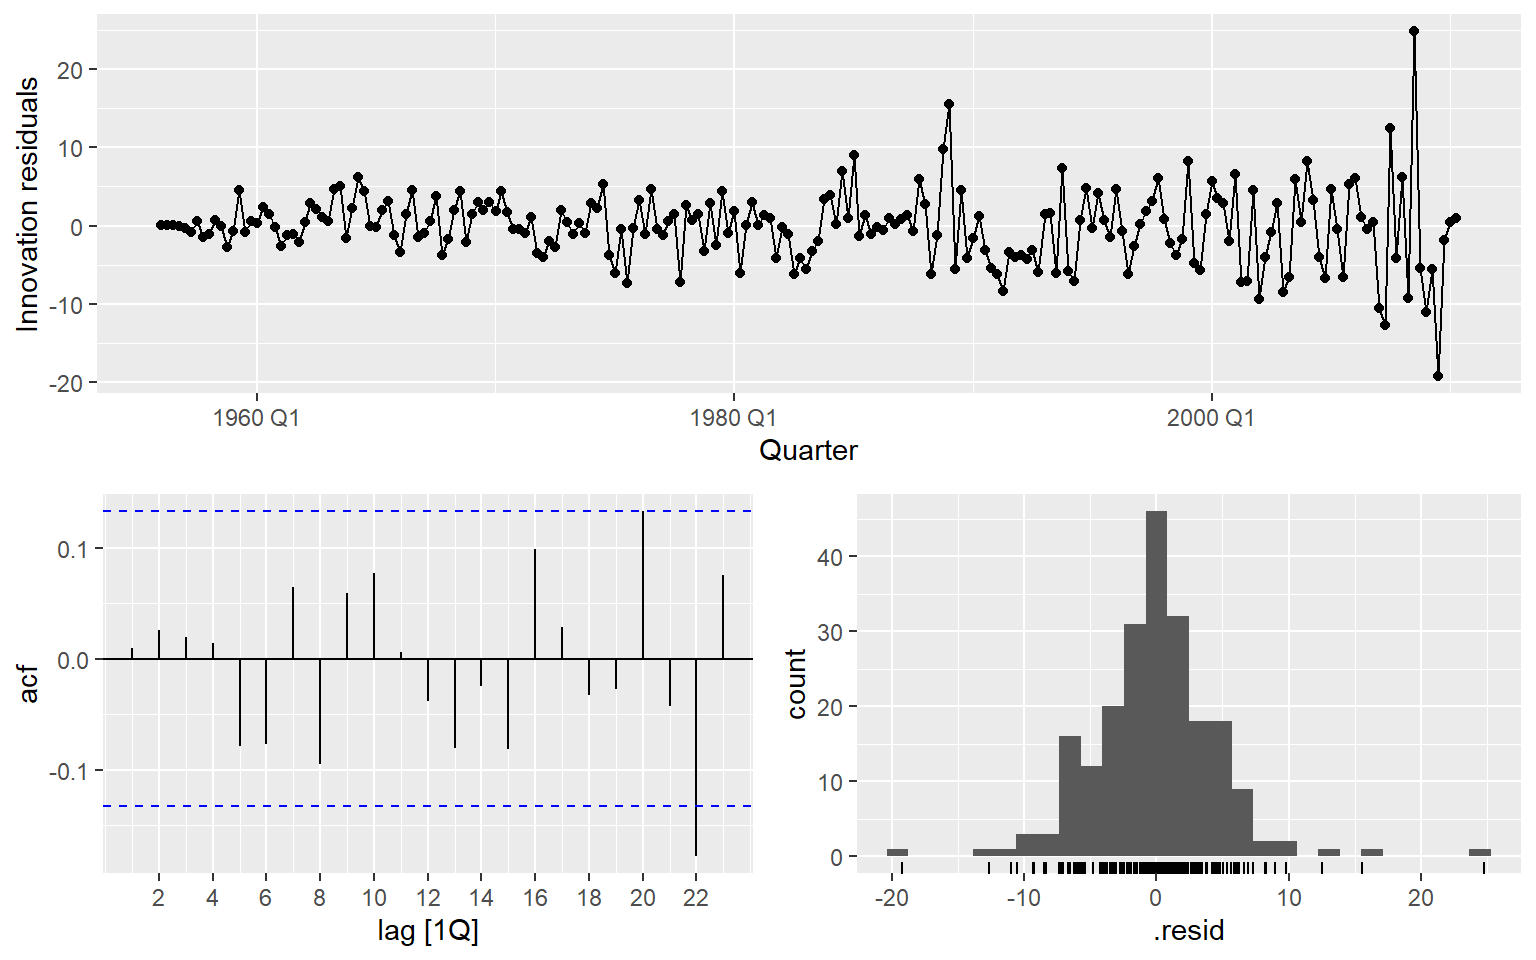 Innovation residuals
20
10
0
-10
-20
1960 Q1 1980 Q1 2000 Q1
Quarter
acf
0.1
0.0
-0.1
2 4 6 8 10 12 14 16 18 20 22
lag [1Q]
count
40
30
20
10
0
-20 -10 0 10 20
.resid